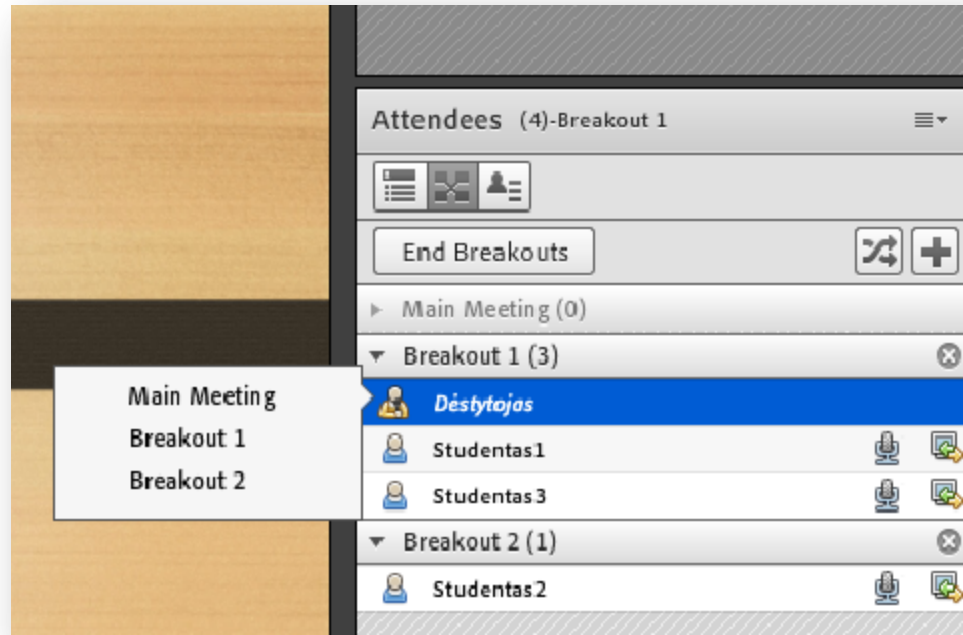 Attendees (4)-Breakout 1
End Breakouts
Main Meeting (0)
Breakout 1 (3)
Main Meeting
Breakout 1
Breakout 2
Dėstytojas
Studentas1
Studentas3
Breakout 2 (1)
Studentas2